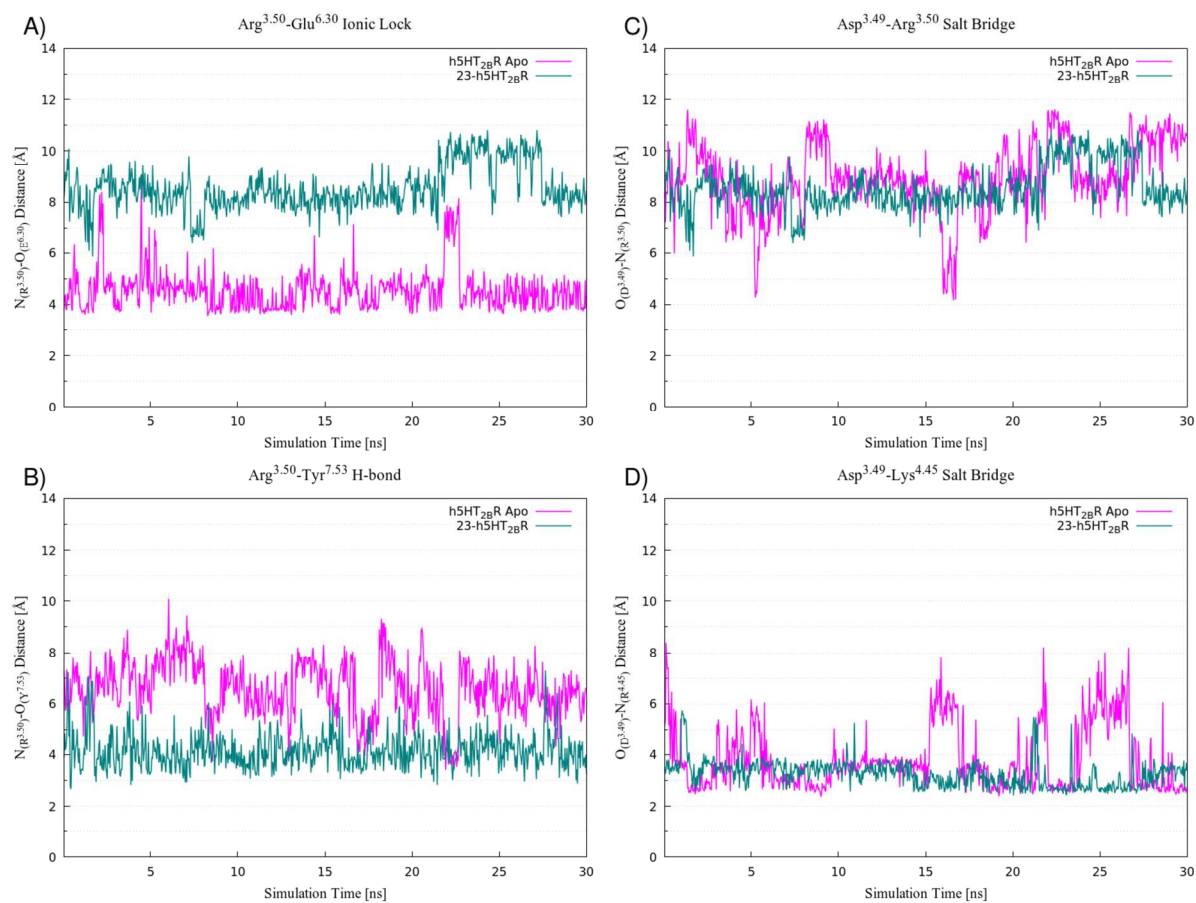 A)
Arg3.50-Glu6.30 Ionic Lock
14
12
10
8
6
4
2
0
5
10
15
20
25
30
h5HT2BR Apo
23-h5HT2BR
N(R3.50)-O(E6.30) Distance [Å]
Simulation Time [ns]
C)
Asp3.49-Arg3.50 Salt Bridge
14
12
10
8
6
4
2
0
5
10
15
20
25
30
h5HT2BR Apo
23-h5HT2BR
O(D3.49)-N(R3.50) Distance [Å]
Simulation Time [ns]
B)
Arg3.50-Tyr7.53 H-bond
14
12
10
8
6
4
2
0
5
10
15
20
25
30
h5HT2BR Apo
23-h5HT2BR
N(R3.50)-O(Y7.53) Distance [Å]
Simulation Time [ns]
D)
Asp3.49-Lys4.45 Salt Bridge
14
12
10
8
6
4
2
0
5
10
15
20
25
30
h5HT2BR Apo
23-h5HT2BR
O(D3.49)-N(R4.45) Distance [Å]
Simulation Time [ns]